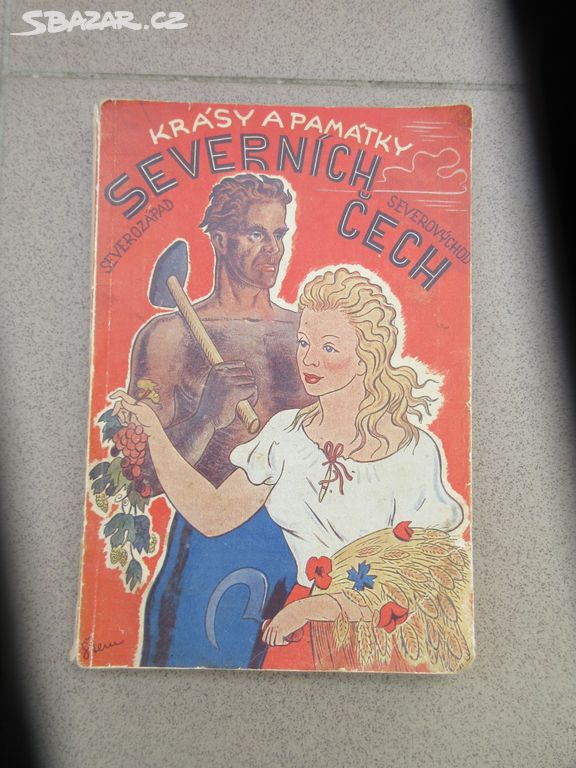 SBAZAR.CZ
KRÁSY A PAMÁTKY
SEVERNÍCH
ČECH
SEVEROZÁPAD
SEVEROVÝCHOD